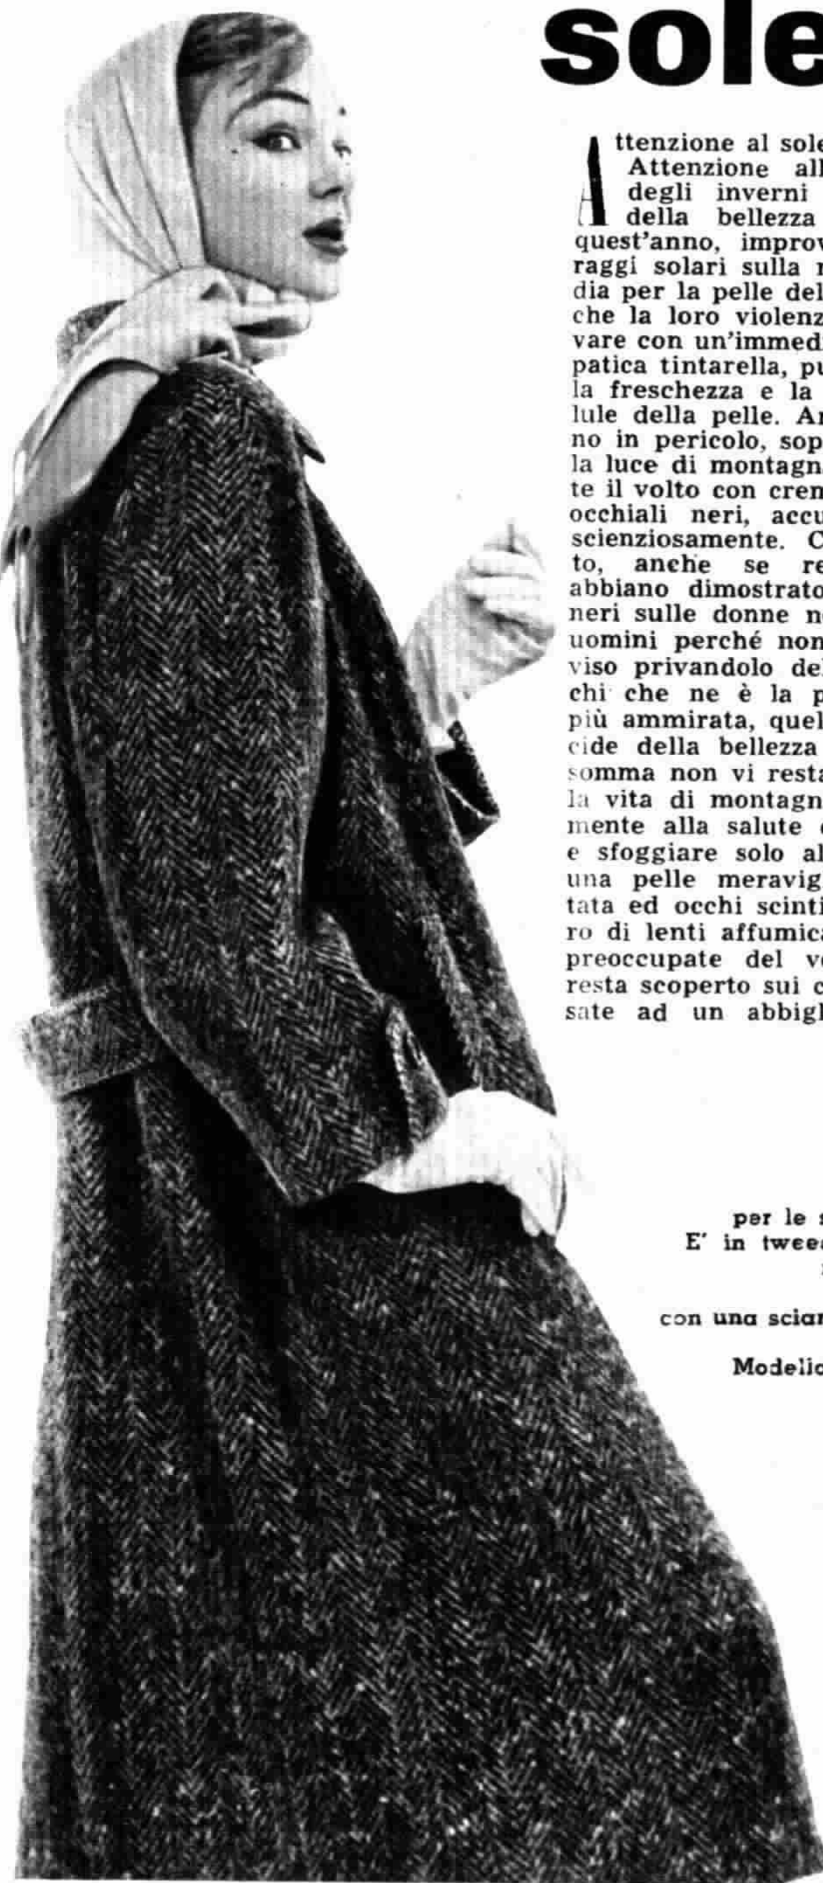 sole
Attenzione al sole
Attenzione all
degli inverni
della bellezza
quest'anno, improv
raggi solari sulla
dia per la pelle del
che la loro violenz
vare con un'immed
patica tintarella, pu
la freschezza e la
lule della pelle. An
no in pericolo, sop
la luce di montagn
te il volto con crem
occhiali neri, accu
scienziosamente. C
to, anche se re
abbiano dimostrato
neri sulle donne n
uomini perché non
viso privandolo del
chi che ne è la p
più ammirata, quel
cide della bellezza
somma non vi resta
la vita di montagn
mente alla salute
e sfoggiare solo al
una pelle meravig
tata ed occhi scinti
ro di lenti affumica
preoccupate del v
resta scoperto sui c
sate ad un abbigl
per le s
E' in twee
con una sciar
Modello